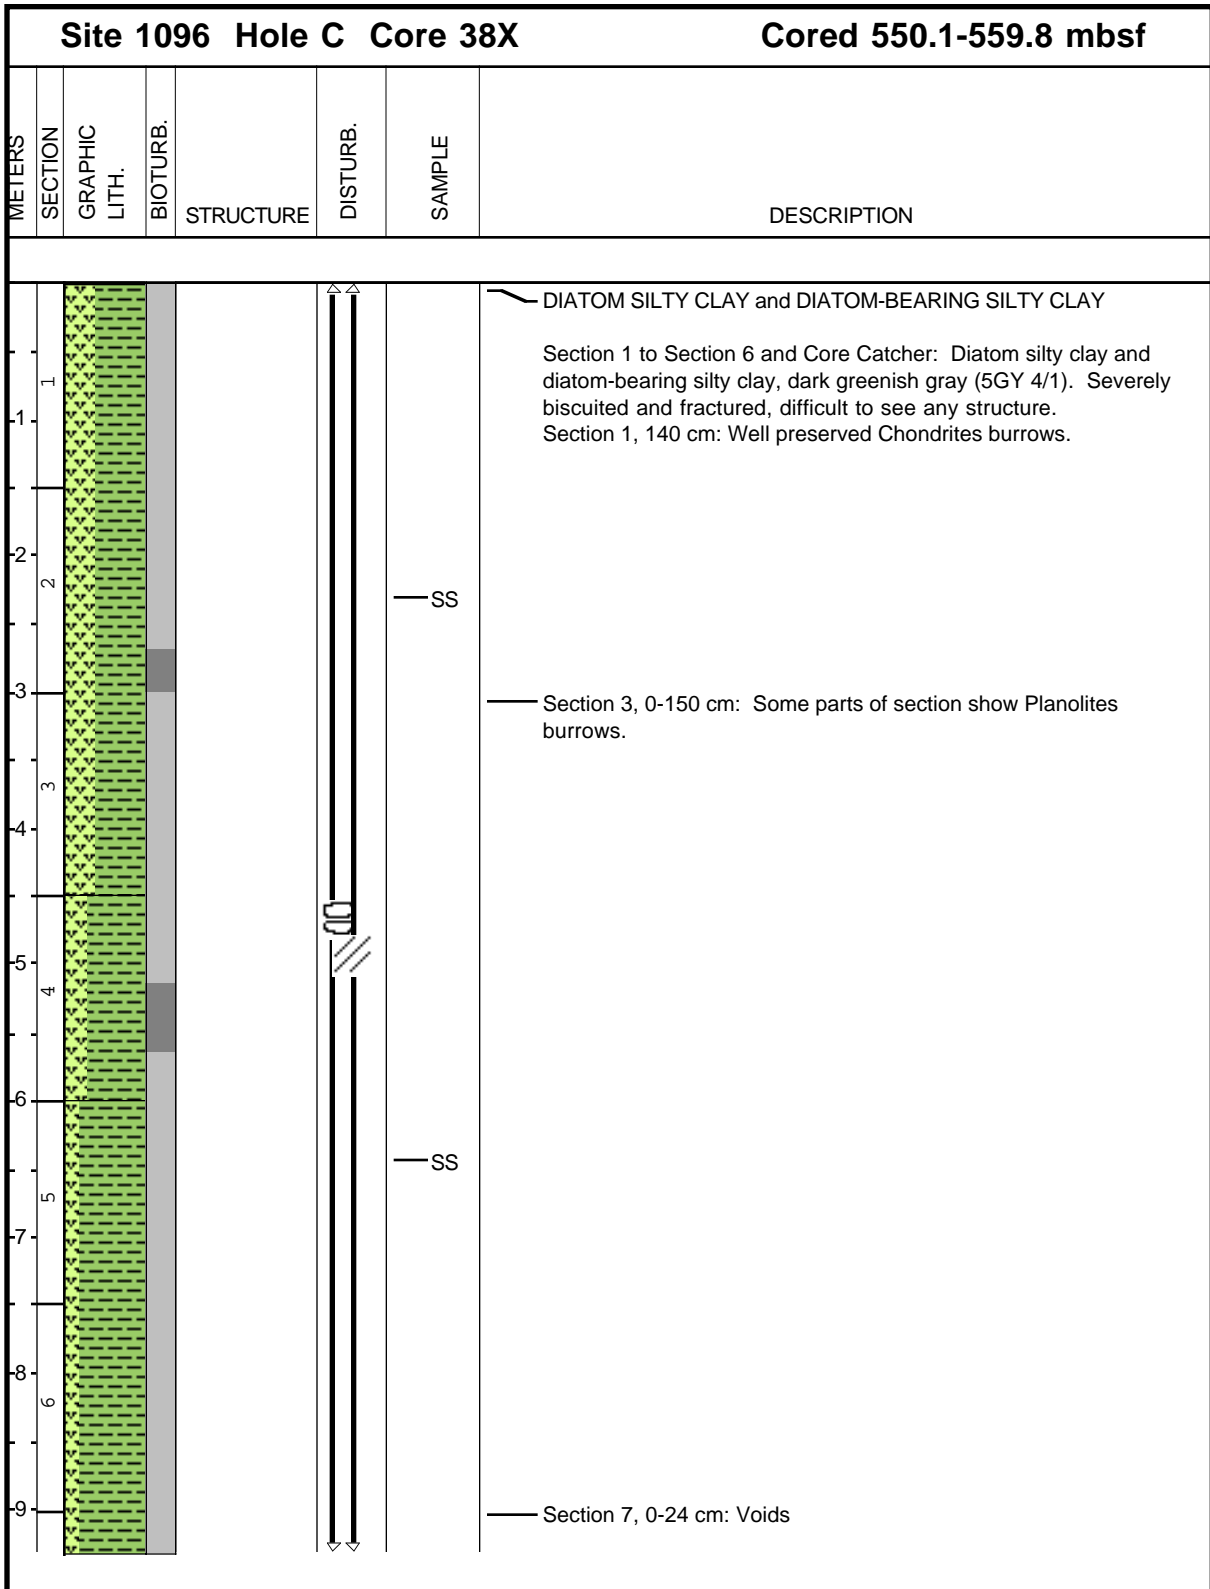 Site 1096 Hole C Core 38X Cored 550.1-559.8 mbsf
METERS
SECTION
GRAPHIC
LITH.
BIOTURB.
STRUCTURE
DISTURB.
SAMPLE
DESCRIPTION
DIATOM SILTY CLAY and DIATOM-BEARING SILTY CLAY
Section 1 to Section 6 and Core Catcher: Diatom silty clay and
diatom-bearing silty clay, dark greenish gray (5GY 4/1). Severely
biscuited and fractured, difficult to see any structure.
Section 1, 140 cm: Well preserved Chondrites burrows.
1
1
2
2
SS
3
Section 3, 0-150 cm: Some parts of section show Planolites
burrows.
3
4
5
4
6
SS
5
7
8
6
9
Section 7, 0-24 cm: Voids